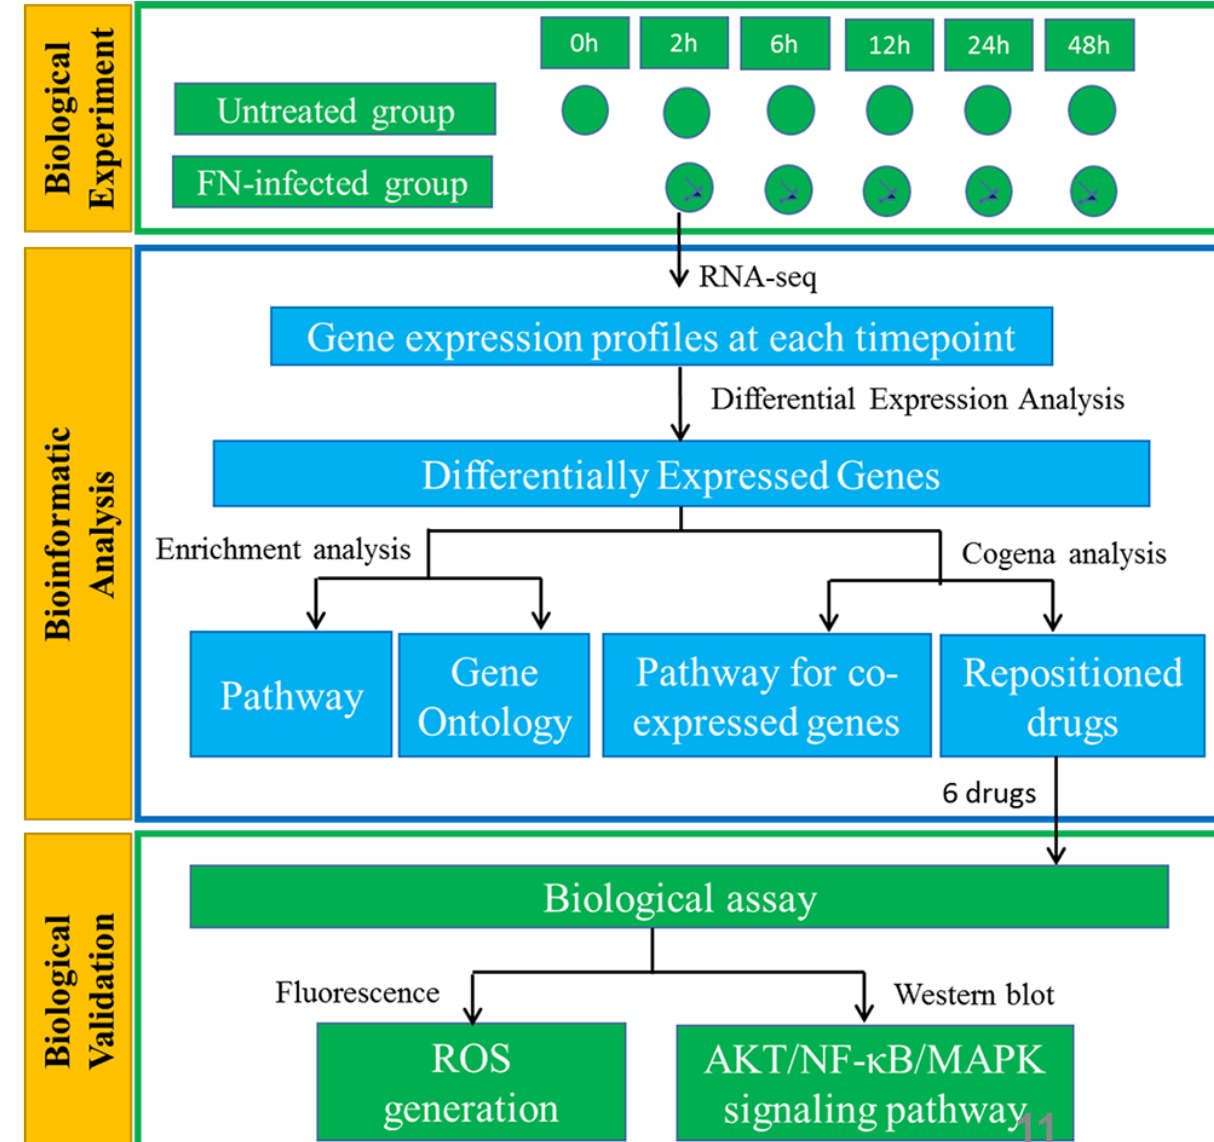 Biological
Experiment
0h 2h 6h 12h 24h 48h
Untreated group
FN-infected group
Bioinformatic
Analysis
RNA-seq
Gene expression profiles at each timepoint
Differential Expression Analysis
Differentially Expressed Genes
Enrichment analysis
Cogena analysis
Pathway
Gene
Ontology
Pathway for co-
expressed genes
Repositioned
drugs
6 drugs
Biological
Validation
Biological assay
Fluorescence
Western blot
ROS
generation
AKT/NF-κB/MAPK
signaling pathway
11